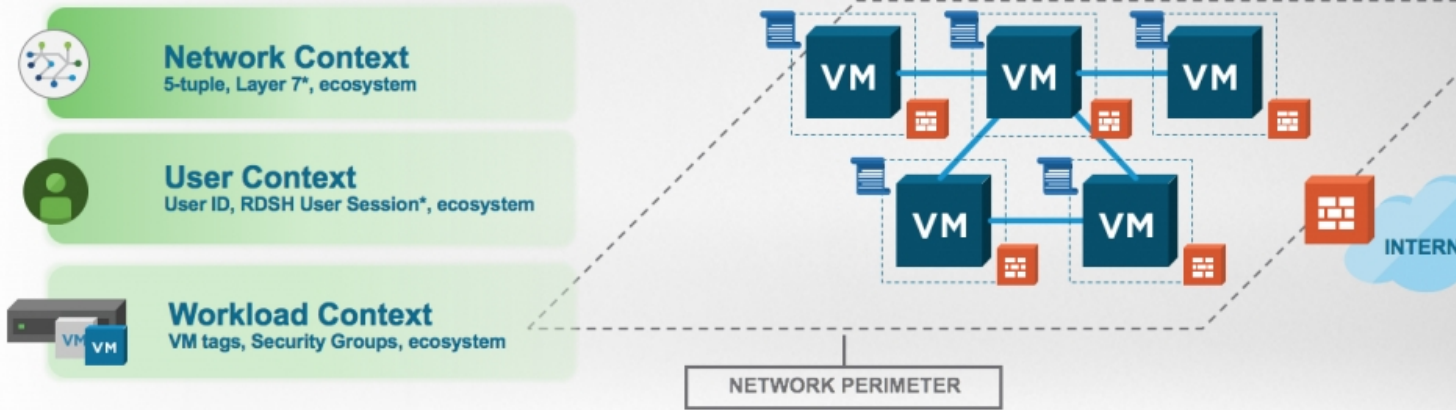 Network Context
5-tuple, Layer 7*, ecosystem
User Context
User ID, RDSH User Session*, ecosystem
Workload Context
VM tags, Security Groups, ecosystem
VM
VM
VM
VM
VM
VM
VM
INTERN
NETWORK PERIMETER